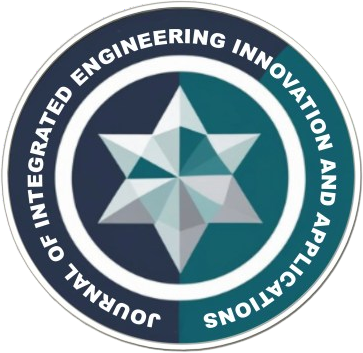 JOURNAL OF INTEGRATED ENGINEERING INNOVATION AND APPLICATIONS